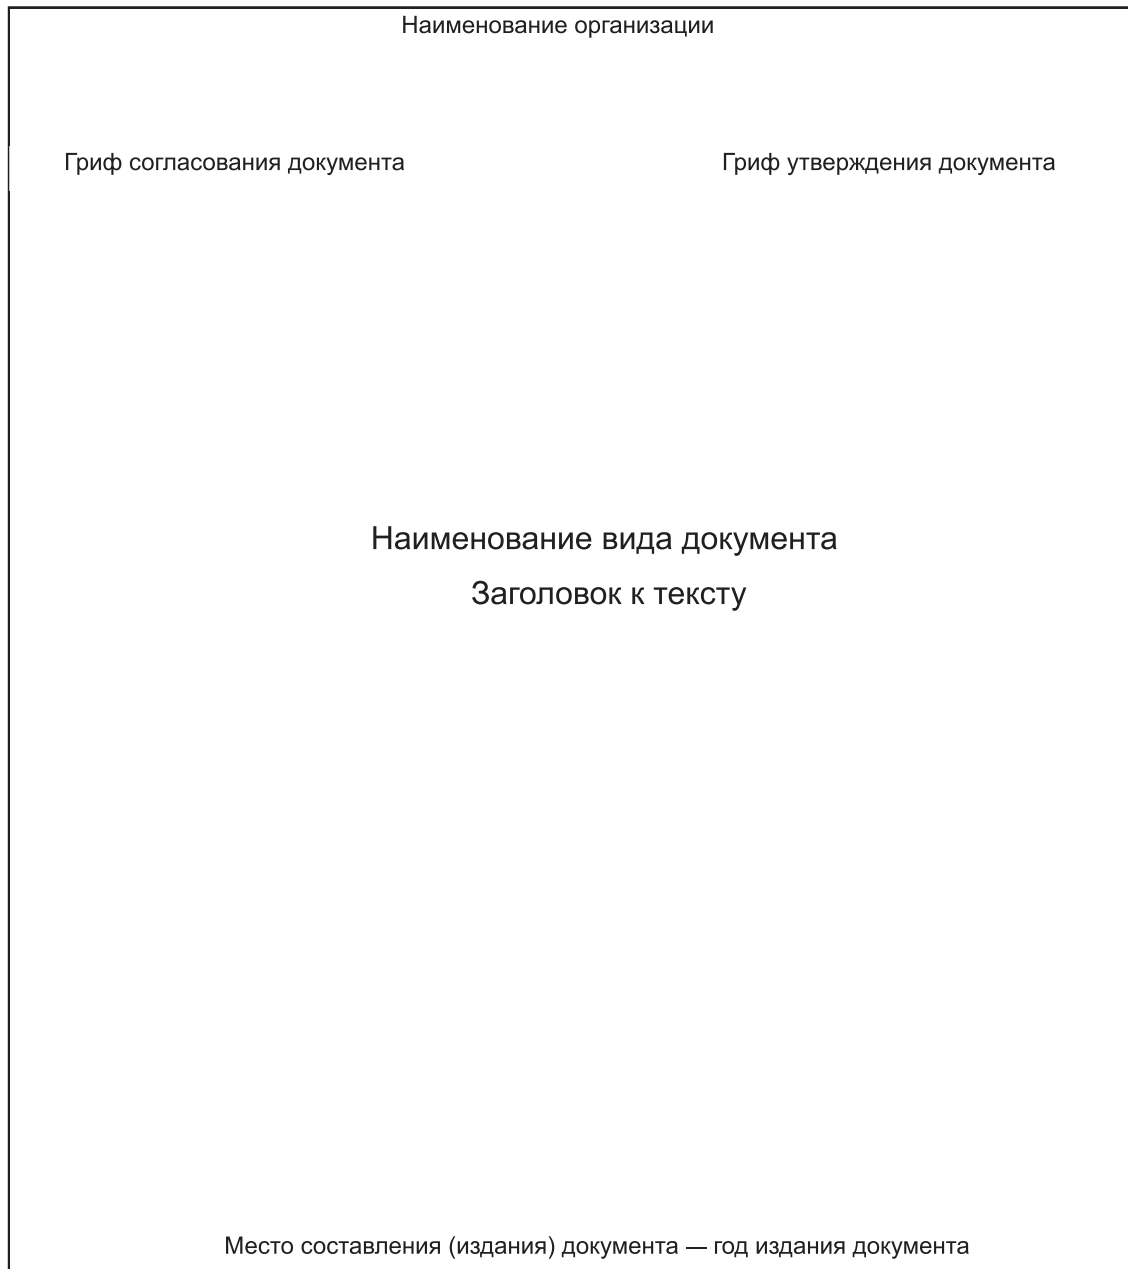 Наименование организации
Гриф согласования документа Гриф утверждения документа
Наименование вида документа
Заголовок к тексту
Место составления (издания) документа — год издания документа